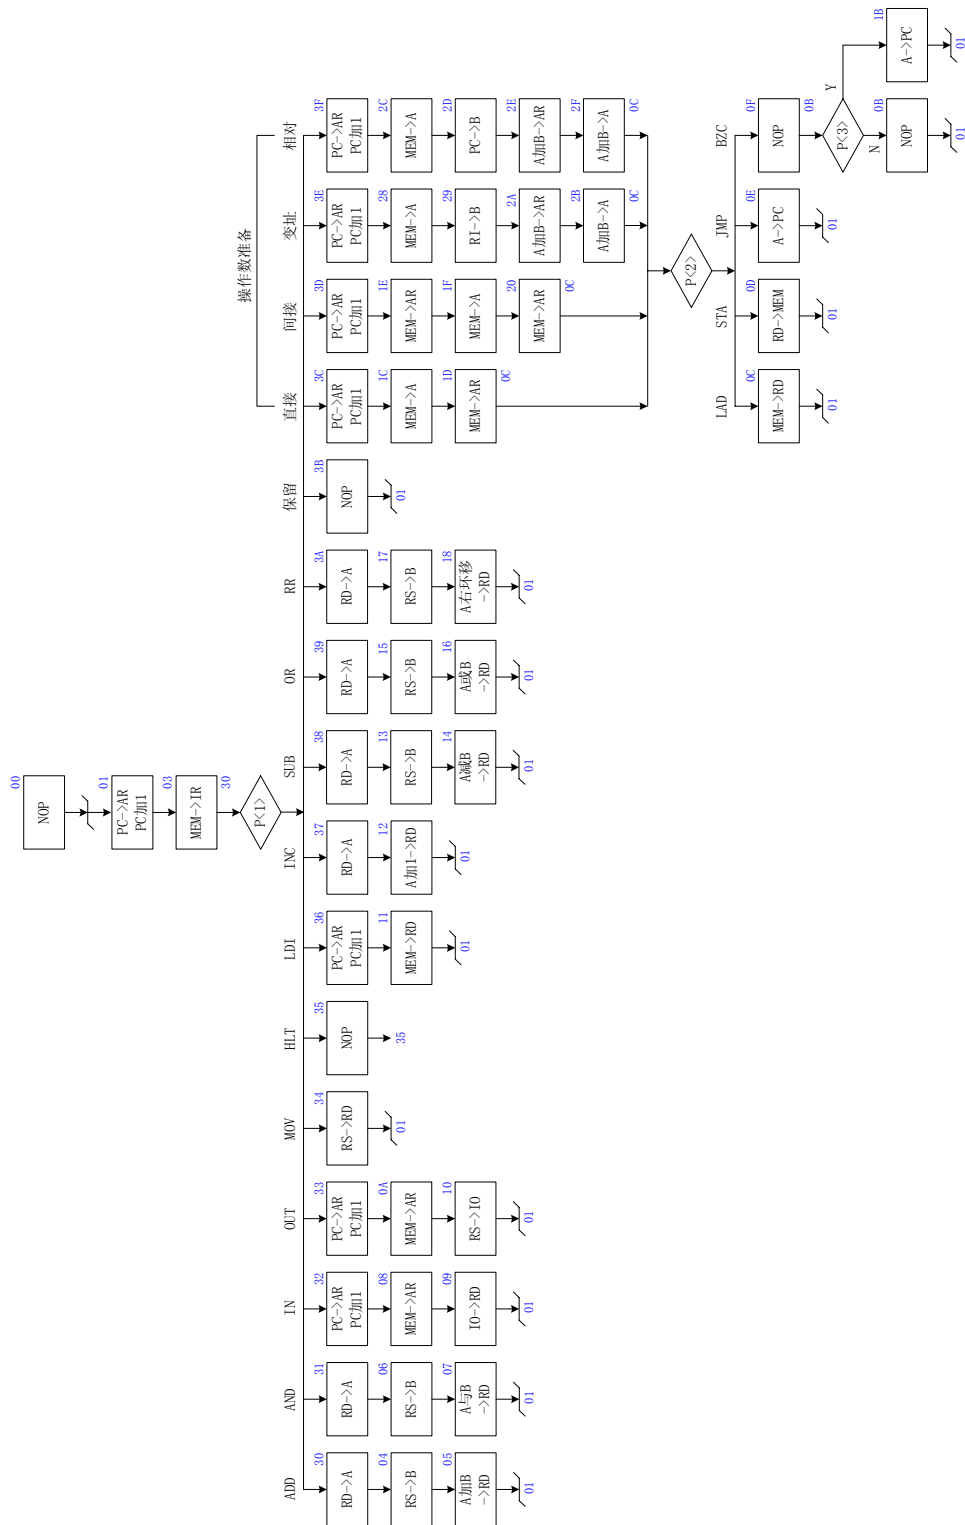 00
NOP
01
PC->AR
PC加1
03
MEM->IR
30
P<1>
ADD
30
RD->A
04
RS->B
05
A加B
->RD
01
AND
31
RD->A
06
RS->B
07
A与B
->RD
01
IN
32
PC->AR
PC加1
08
MEM->AR
09
IO->RD
01
OUT
33
PC->AR
PC加1
0A
MEM->AR
10
RS->IO
01
MOV
34
RS->RD
01
HLT
35
NOP
35
LDI
36
PC->AR
PC加1
11
MEM->RD
01
INC
37
RD->A
12
A加1->RD
01
SUB
38
RD->A
13
RS->B
14
A减B
->RD
01
OR
39
RD->A
15
RS->B
16
A或B
->RD
01
RR
3A
RD->A
17
RS->B
18
A右环移
->RD
01
保留
3B
NOP
01
操作数准备
直接
3C
PC->AR
PC加1
1C
MEM->A
1D
MEM->AR
0C
间接
3D
PC->AR
PC加1
1E
MEM->AR
1F
MEM->A
20
MEM->AR
0C
变址
3E
PC->AR
PC加1
28
MEM->A
29
RI->B
2A
A加B->AR
2B
A加B->A
0C
相对
3F
PC->AR
PC加1
2C
MEM->A
2D
PC->B
2E
A加B->AR
2F
A加B->A
0C
P<2>
LAD
0C
MEM->RD
01
STA
0D
RD->MEM
01
JMP
0E
A->PC
01
BZC
0F
NOP
0B
P<3>
N
Y
0B
NOP
01
1B
A->PC
01